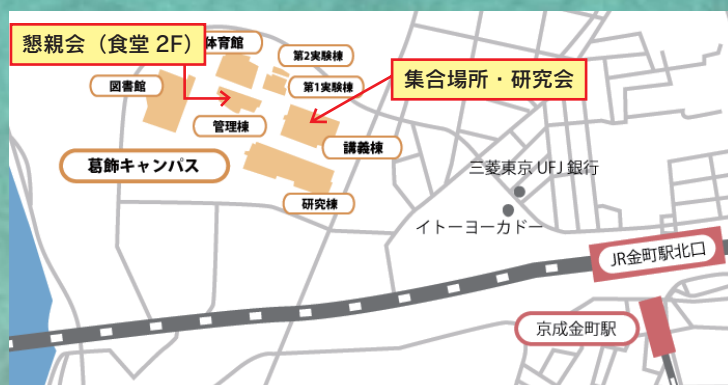 懇親会（食堂 2F）
体育館
第2実験棟
図書館
第1実験棟
集合場所・研究会
管理棟
講義棟
葛飾キャンパス
三菱東京 UFJ 銀行
研究棟
イトーヨーカドー
JR金町駅北口
京成金町駅